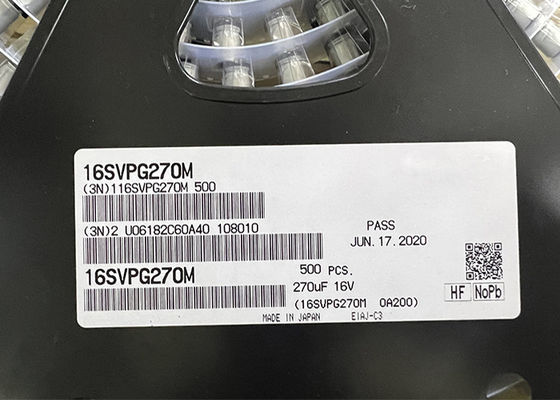 16SVPG270M
(3N)116SVPG270M 500
(3N)2 U06182C60A40 108010
PASS
JUN.17.2020
16SVPG270M
500 PCS.
270uF 16V
(16SVPG270M 0A200)
HF NoPb
MADE IN JAPAN EIAJ-C3